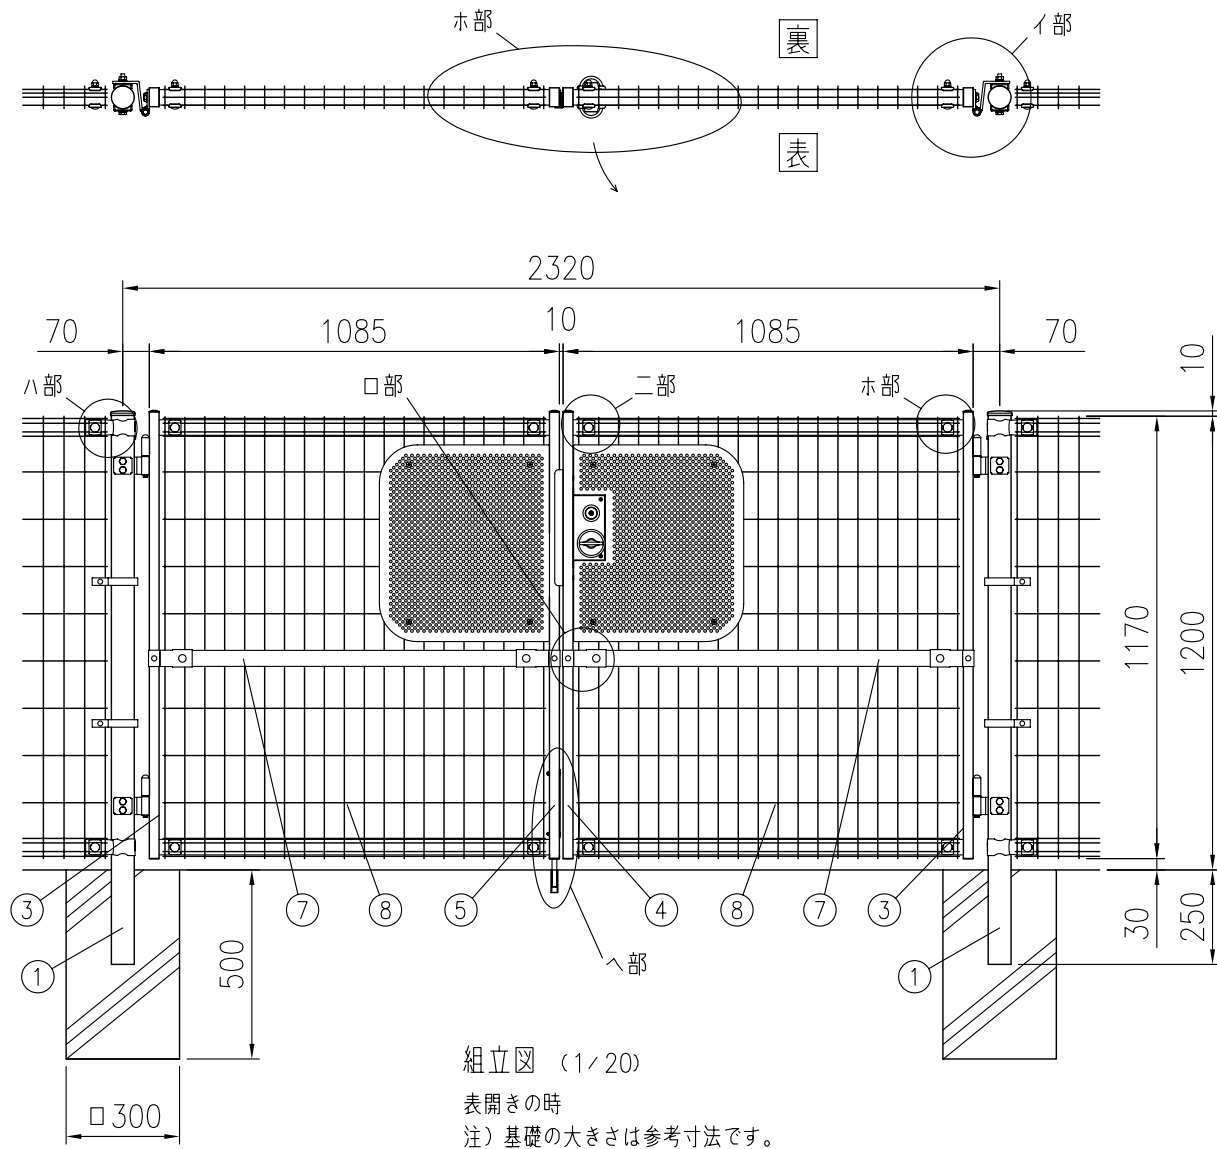 ホ部
裏
イ部
表
2320
70
1085
10
1085
70
10
ハ部
ロ部
ニ部
ホ部
1170
1200
③
⑦
⑧
⑤
④
⑧
⑦
③
30
250
500
①
ヘ部
①
組立図 (1/20)
□300
表開きの時
注) 基礎の大きさは参考寸法です。